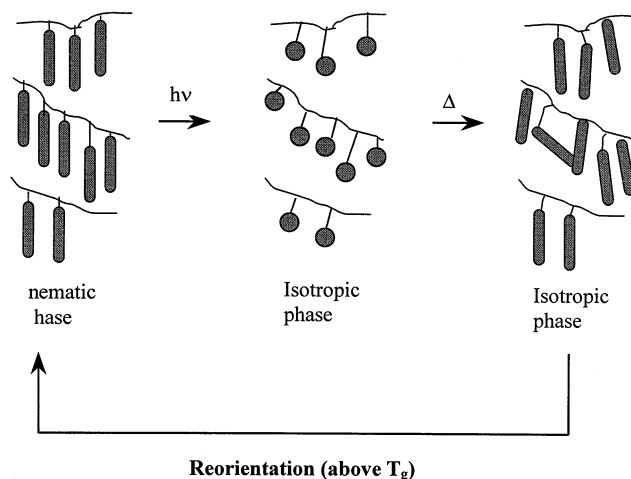 hν
Δ
nematic
hase
Isotropic
phase
Isotropic
phase
Reorientation (above Tg)